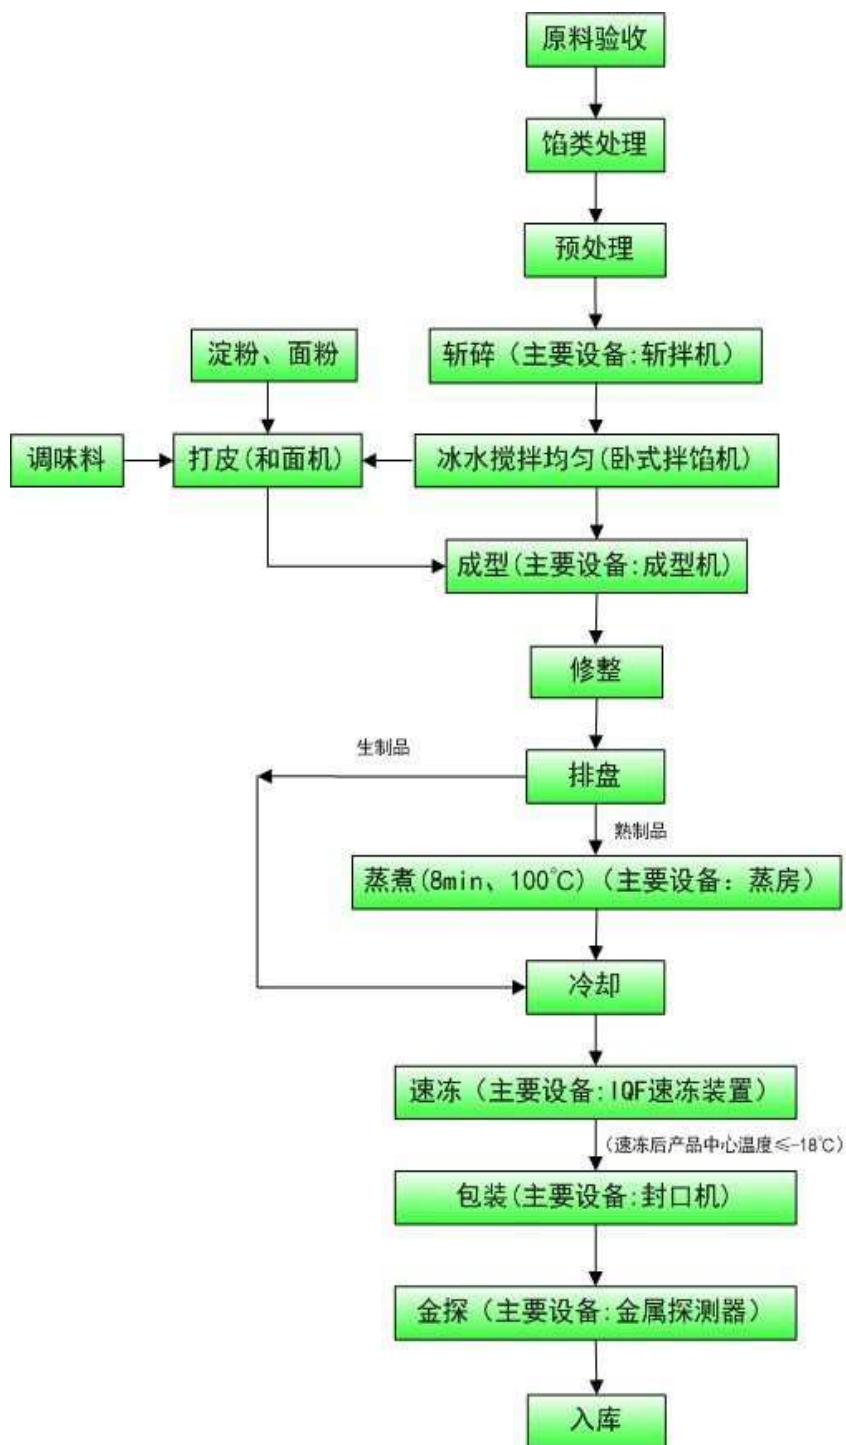 原料验收
馅类处理
预处理
淀粉、面粉
斩碎（主要设备:斩拌机）
调味料
打皮(和面机)
冰水搅拌均匀(卧式拌馅机)
成型(主要设备:成型机)
修整
生制品
排盘
熟制品
蒸煮(8min、100℃)（主要设备：蒸房）
冷却
速冻（主要设备:IQF速冻装置）
(速冻后产品中心温度≤-18℃)
包装(主要设备:封口机)
金探（主要设备:金属探测器）
入库